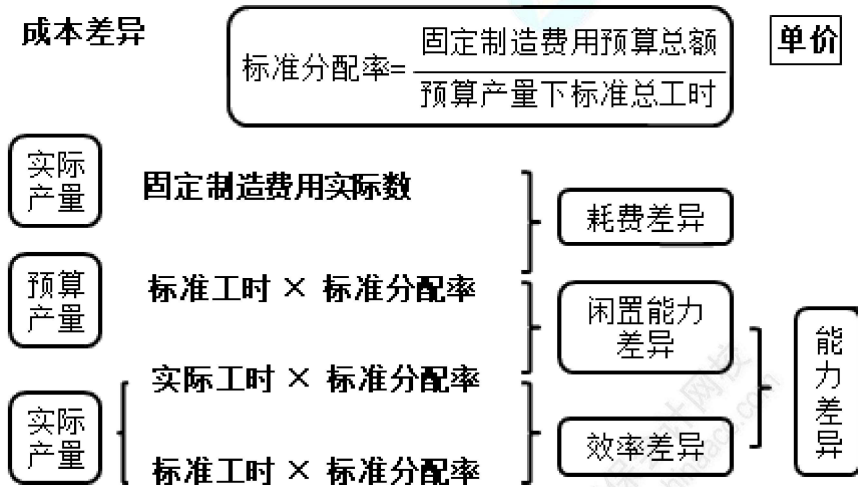 成本差异
标准分配率=固定制造费用预算总额
预算产量下标准总工时
单价
实际
产量
固定制造费用实际数
耗费差异
预算
产量
标准工时 × 标准分配率
闲置能力
差异
实际工时 × 标准分配率
能力差异
实际
产量
效率差异
标准工时 × 标准分配率